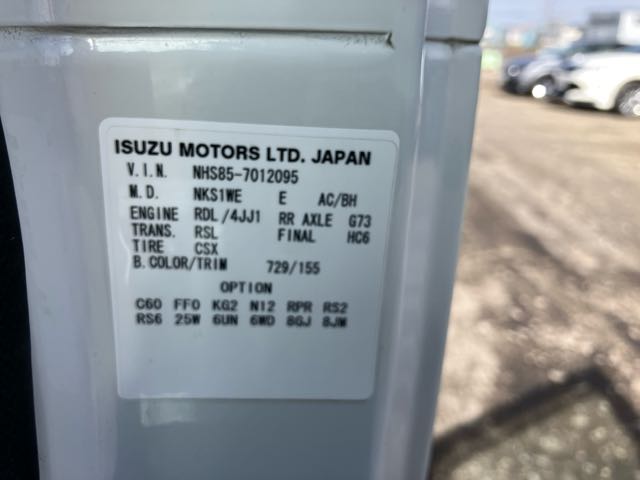 ISUZU MOTORS LTD. JAPAN
V.I.N. NHS85-7012095
M.D. NKS1WE E AC/BH
ENGINE RDL/4JJ1 RR AXLE G73
TRANS. RSL FINAL HC6
TIRE CSX
B.COLOR/TRIM 729/155
OPTION
C60 FF0 KG2 N12 RPR RS2
RS6 25W 6UN 6WD 8GJ 8JM